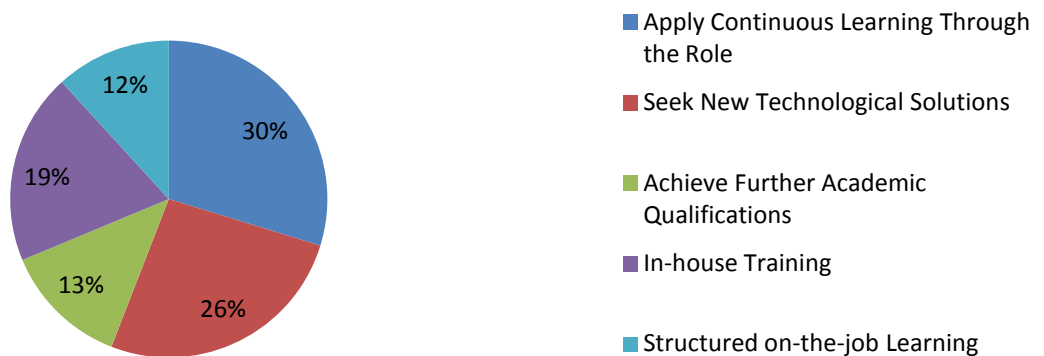 Apply Continuous Learning Through
the Role
12%
30%
Seek New Technological Solutions
19%
Achieve Further Academic
Qualifications
In-house Training
13%
26%
Structured on-the-job Learning